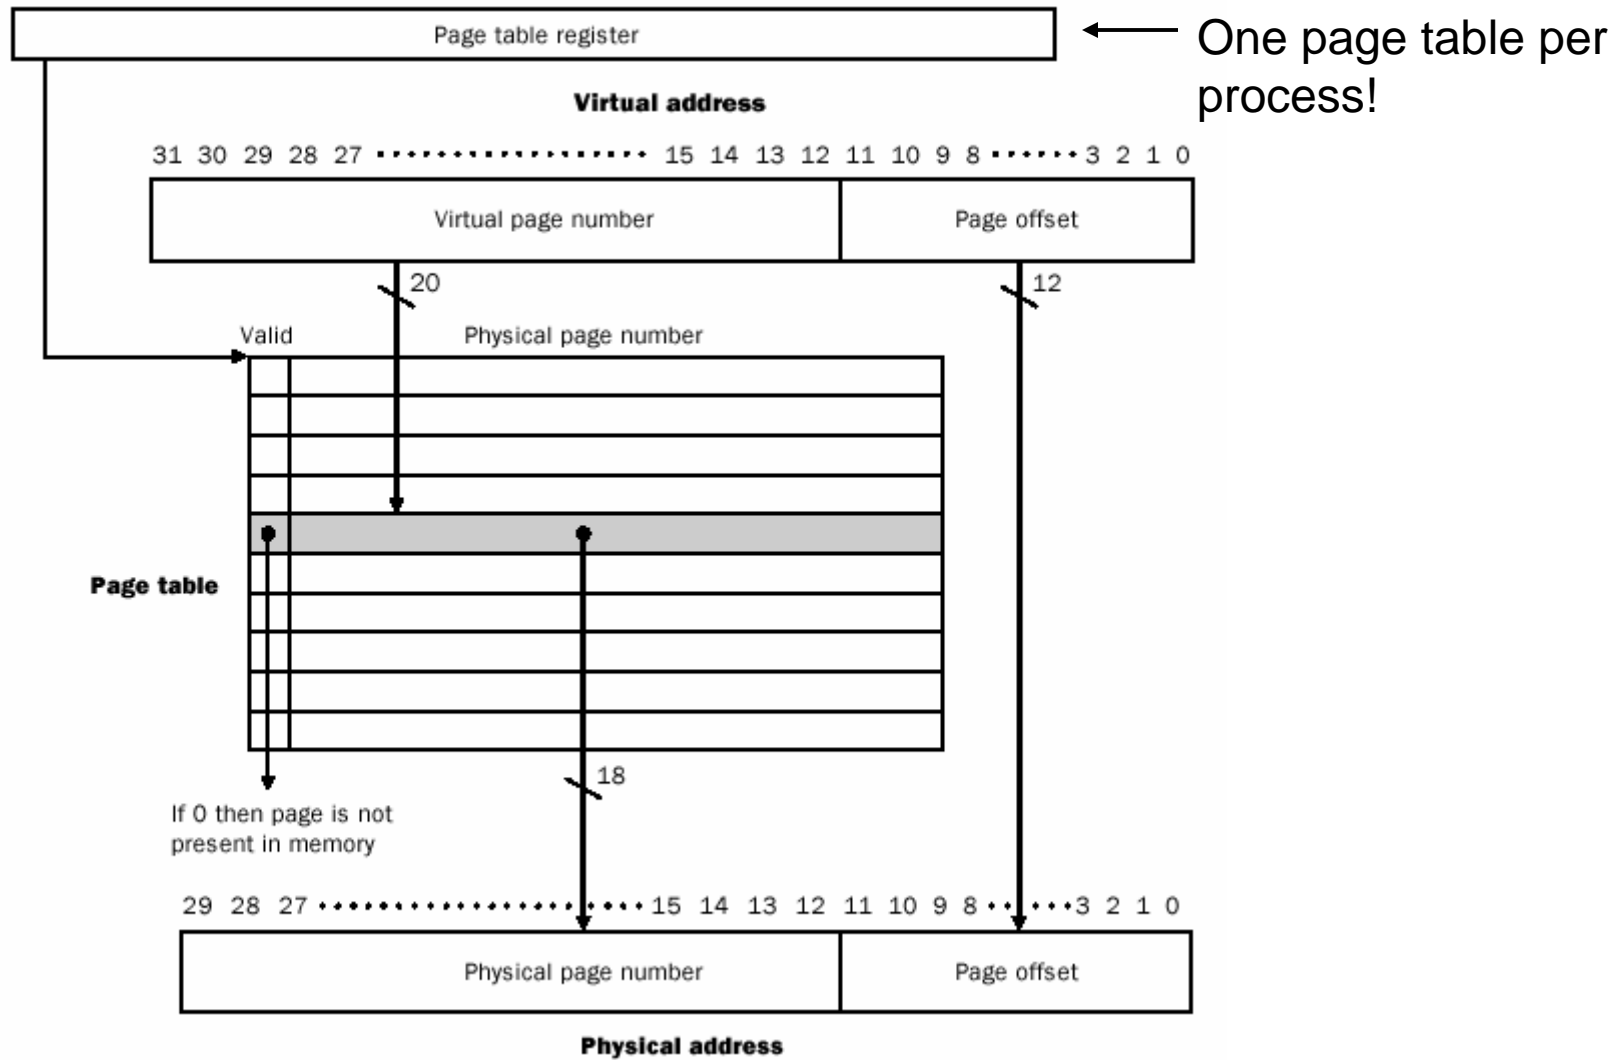 Page table register
One page table per
process!
Virtual address
31 30 29 28 27 ..................... 15 14 13 12 11 10 9 8 ...... 3 2 1 0
Virtual page number
Page offset
20
12
Valid
Physical page number
Page table
18
If 0 then page is not
present in memory
29 28 27 ......................... 15 14 13 12 11 10 9 8 ...... 3 2 1 0
Physical page number
Page offset
Physical address